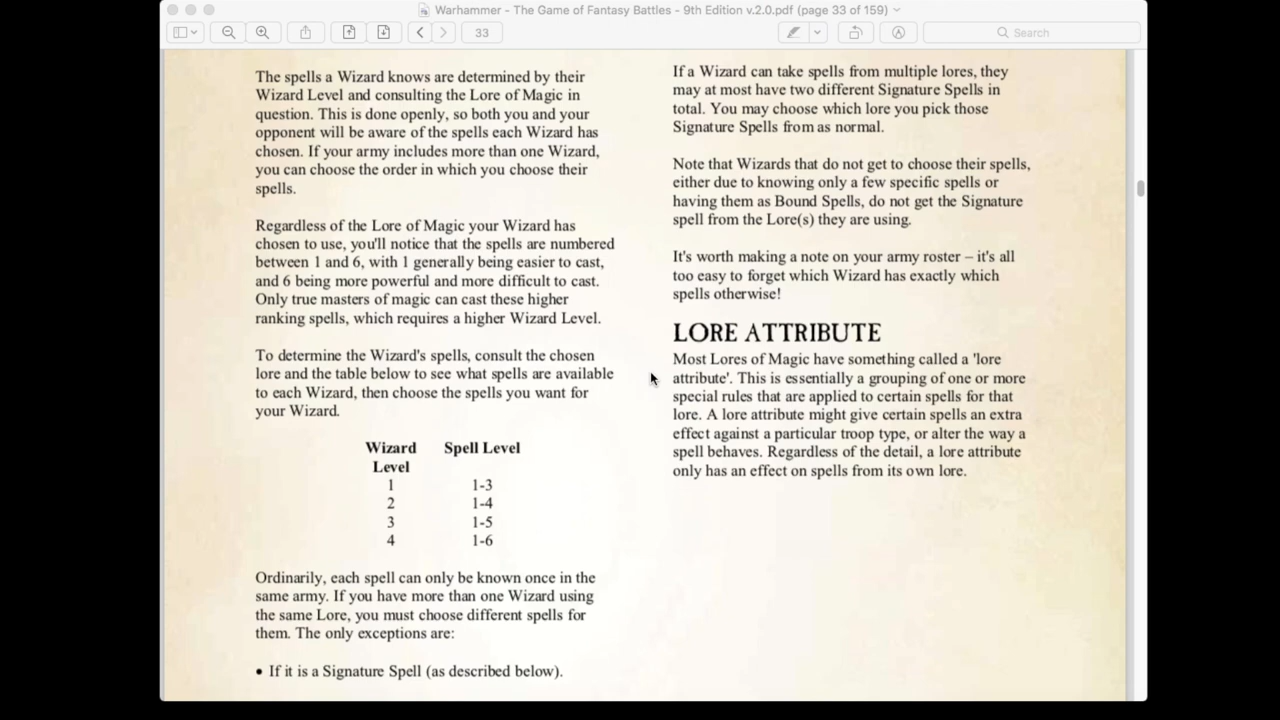 Warhammer - The Game of Fantasy Battles - 9th Edition v.2.0.pdf (page 33 of 159)
33
Search
The spells a Wizard knows are determined by their
Wizard Level and consulting the Lore of Magic in
question. This is done openly, so both you and your
opponent will be aware of the spells each Wizard has
chosen. If your army includes more than one Wizard,
you can choose the order in which you choose their
spells.
Regardless of the Lore of Magic your Wizard has
chosen to use, you'll notice that the spells are numbered
between 1 and 6, with 1 generally being easier to cast,
and 6 being more powerful and more difficult to cast.
Only true masters of magic can cast these higher
ranking spells, which requires a higher Wizard Level.
To determine the Wizard's spells, consult the chosen
lore and the table below to see what spells are available
to each Wizard, then choose the spells you want for
your Wizard.
Wizard Spell Level
Level
1 1-3
2 1-4
3 1-5
4 1-6
Ordinarily, each spell can only be known once in the
same army. If you have more than one Wizard using
the same Lore, you must choose different spells for
them. The only exceptions are:
• If it is a Signature Spell (as described below).
If a Wizard can take spells from multiple lores, they
may at most have two different Signature Spells in
total. You may choose which lore you pick those
Signature Spells from as normal.
Note that Wizards that do not get to choose their spells,
either due to knowing only a few specific spells or
having them as Bound Spells, do not get the Signature
spell from the Lore(s) they are using.
It's worth making a note on your army roster – it's all
too easy to forget which Wizard has exactly which
spells otherwise!
LORE ATTRIBUTE
Most Lores of Magic have something called a 'lore
attribute'. This is essentially a grouping of one or more
special rules that are applied to certain spells for that
lore. A lore attribute might give certain spells an extra
effect against a particular troop type, or alter the way a
spell behaves. Regardless of the detail, a lore attribute
only has an effect on spells from its own lore.